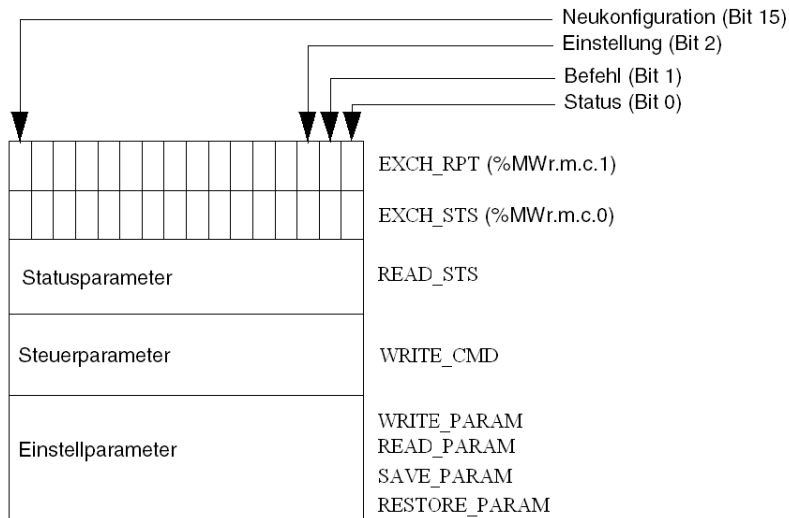 Neukonfiguration (Bit 15)
Einstellung (Bit 2)
Befehl (Bit 1)
Status (Bit 0)
EXCH_RPT (%MWr.m.c.1)
EXCH_STS (%MWr.m.c.0)
Statusparameter READ_STS
Steuerparameter WRITE_CMD
WRITE_PARAM
Einstellparameter READ_PARAM
SAVE_PARAM
RESTORE_PARAM